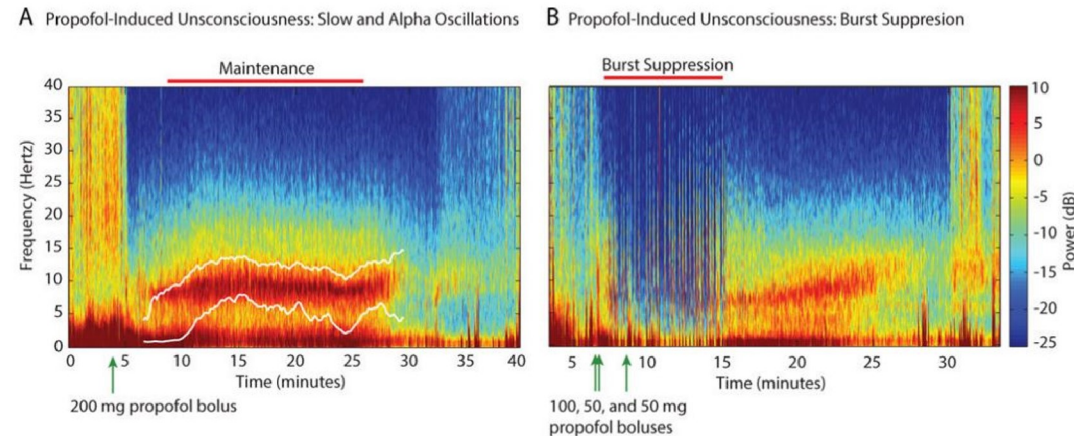 A Propofol-Induced Unsconsciousness: Slow and Alpha Oscillations
B Propofol-Induced Unsconsciousness: Burst Suppresion
Maintenance
Burst Suppression
Frequency (Hertz)
40
35
30
25
20
15
10
5
0
0 5 10 15 20 25 30 35 40
Time (minutes)
200 mg propofol bolus
5 10 15 20 25 30
Time (minutes)
100, 50, and 50 mg
propofol boluses
10
5
0
-5
-10
-15
-20
-25
Power (dB)